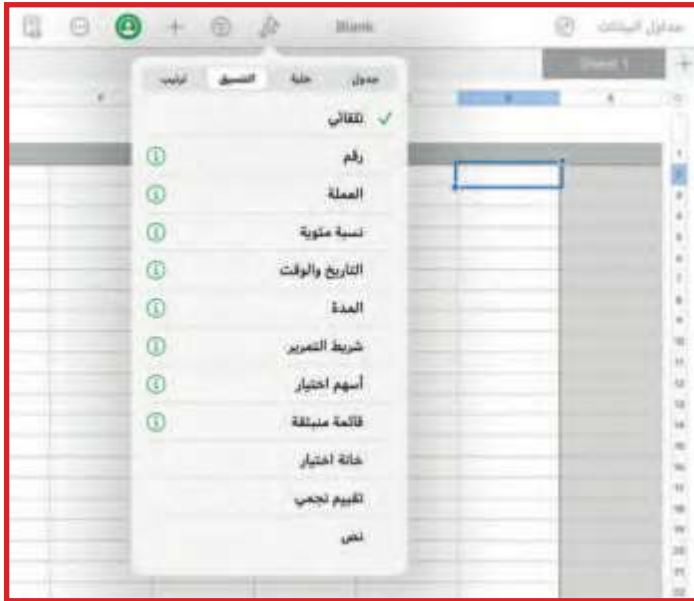 جداول البيانات
Blank
Sheet 1
جدول
خلية
التنسيق
ترتيب
تلقائي
رقم
العملة
نسبة مئوية
التاريخ والوقت
المدة
شريط التمرير
أسهم اختيار
قائمة منبثقة
خانة اختيار
تقييم نجمي
نص